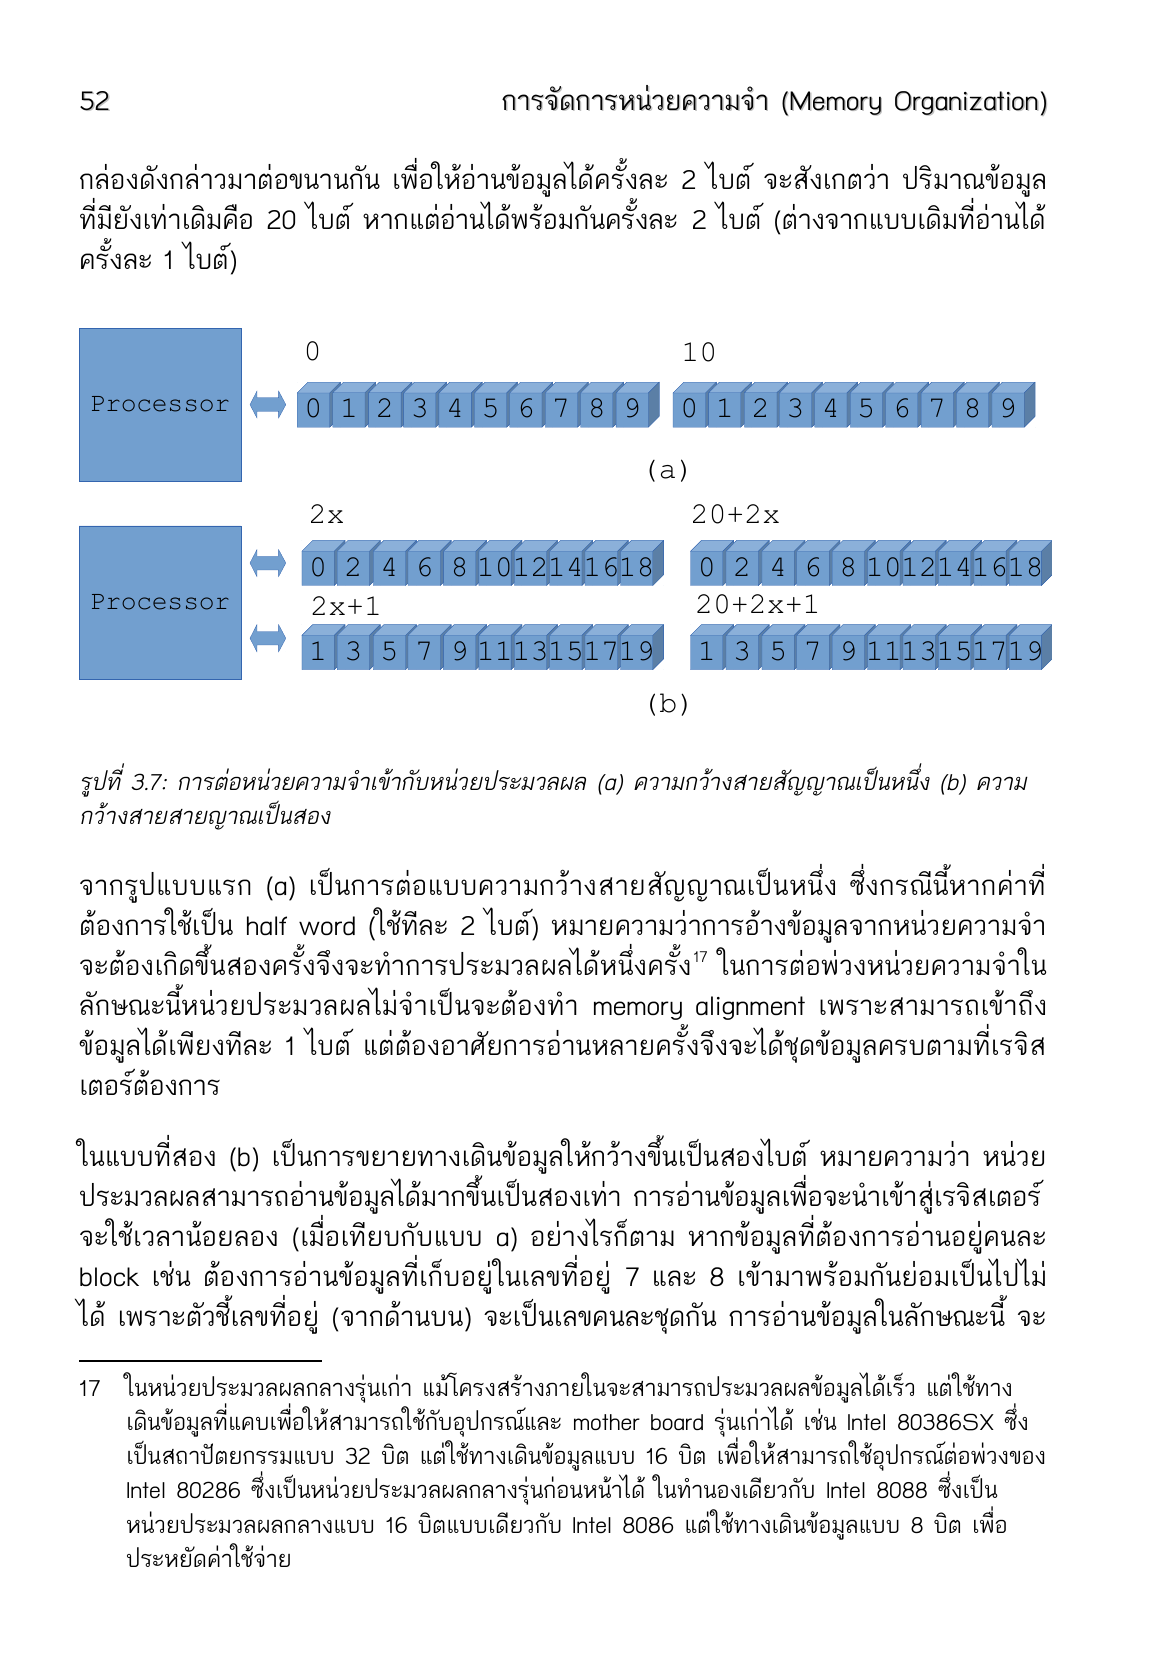 52 การจัดการหน่วยความจำ (Memory Organization)
กล่องดังกล่าวมาต่อขนานกัน เพื่อให้อ่านข้อมูลได้ครั้งละ 2 ไบต์ จะสังเกตว่า ปริมาณข้อมูล
ที่มียังเท่าเดิมคือ 20 ไบต์ หากแต่อ่านได้พร้อมกันครั้งละ 2 ไบต์ (ต่างจากแบบเดิมที่อ่านได้
ครั้งละ 1 ไบต์)
0 10
Processor 0 1 2 3 4 5 6 7 8 9 0 1 2 3 4 5 6 7 8 9
(a)
2x 20+2x
0 2 4 6 8 10 12 14 16 18 0 2 4 6 8 10 12 14 16 18
Processor 2x+1 20+2x+1
1 3 5 7 9 11 13 15 17 19 1 3 5 7 9 11 13 15 17 19
(b)
รูปที่ 3.7: การต่อหน่วยความจำเข้ากับหน่วยประมวลผล (a) ความกว้างสายสัญญาณเป็นหนึ่ง (b) ความ
กว้างสายสายญาณเป็นสอง
จากรูปแบบแรก (a) เป็นการต่อแบบความกว้างสายสัญญาณเป็นหนึ่ง ซึ่งกรณีนี้หากค่าที่
ต้องการใช้เป็น half word (ใช้ทีละ 2 ไบต์) หมายความว่าการอ้างข้อมูลจากหน่วยความจำ
จะต้องเกิดขึ้นสองครั้งจึงจะทำการประมวลผลได้หนึ่งครั้ง17 ในการต่อพ่วงหน่วยความจำใน
ลักษณะนี้หน่วยประมวลผลไม่จำเป็นจะต้องทำ memory alignment เพราะสามารถเข้าถึง
ข้อมูลได้เพียงทีละ 1 ไบต์ แต่ต้องอาศัยการอ่านหลายครั้งจึงจะได้ชุดข้อมูลครบตามที่เรจิส
เตอร์ต้องการ
ในแบบที่สอง (b) เป็นการขยายทางเดินข้อมูลให้กว้างขึ้นเป็นสองไบต์ หมายความว่า หน่วย
ประมวลผลสามารถอ่านข้อมูลได้มากขึ้นเป็นสองเท่า การอ่านข้อมูลเพื่อจะนำเข้าสู่เรจิสเตอร์
จะใช้เวลาน้อยลอง (เมื่อเทียบกับแบบ a) อย่างไรก็ตาม หากข้อมูลที่ต้องการอ่านอยู่คนละ
block เช่น ต้องการอ่านข้อมูลที่เก็บอยู่ในเลขที่อยู่ 7 และ 8 เข้ามาพร้อมกันย่อมเป็นไปไม่
ได้ เพราะตัวชี้เลขที่อยู่ (จากด้านบน) จะเป็นเลขคนละชุดกัน การอ่านข้อมูลในลักษณะนี้ จะ
17 ในหน่วยประมวลผลกลางรุ่นเก่า แม้โครงสร้างภายในจะสามารถประมวลผลข้อมูลได้เร็ว แต่ใช้ทาง
เดินข้อมูลที่แคบเพื่อให้สามารถใช้กับอุปกรณ์และ mother board รุ่นเก่าได้ เช่น Intel 80386SX ซึ่ง
เป็นสถาปัตยกรรมแบบ 32 บิต แต่ใช้ทางเดินข้อมูลแบบ 16 บิต เพื่อให้สามารถใช้อุปกรณ์ต่อพ่วงของ
Intel 80286 ซึ่งเป็นหน่วยประมวลผลกลางรุ่นก่อนหน้าได้ ในทำนองเดียวกับ Intel 8088 ซึ่งเป็น
หน่วยประมวลผลกลางแบบ 16 บิตแบบเดียวกับ Intel 8086 แต่ใช้ทางเดินข้อมูลแบบ 8 บิต เพื่อ
ประหยัดค่าใช้จ่าย